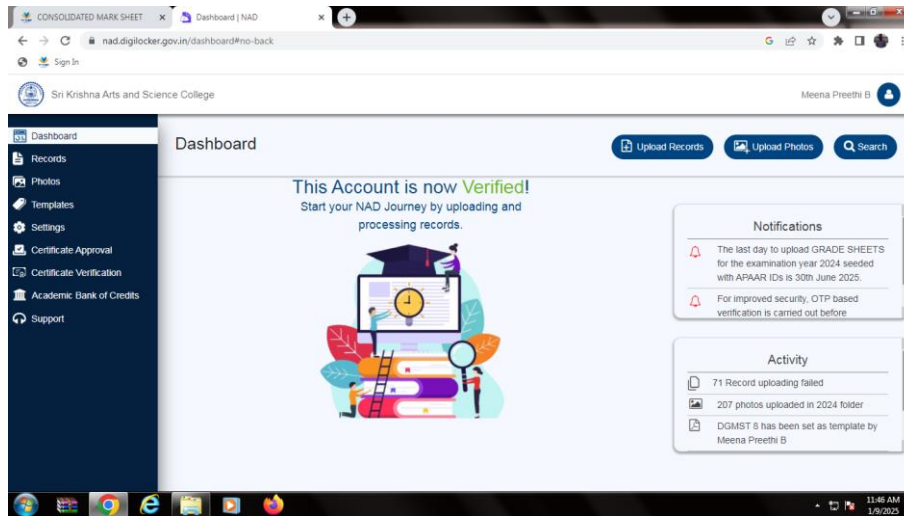 CONSOLIDATED MARK SHEET
Dashboard | NAD
nad.digilocker.gov.in/dashboard#no-back
Sign In
Sri Krishna Arts and Science College
Meena Preethi B
Dashboard
Records
Photos
Templates
Settings
Certificate Approval
Certificate Verification
Academic Bank of Credits
Support
Dashboard
Upload Records
Upload Photos
Search
This Account is now Verified!
Start your NAD Journey by uploading and
processing records.
Notifications
The last day to upload GRADE SHEETS
for the examination year 2024 seeded
with APAAR IDs is 30th June 2025.
For improved security, OTP based
verification is carried out before
Activity
71 Record uploading failed
207 photos uploaded in 2024 folder
DGMST 8 has been set as template by
Meena Preethi B
11:46 AM
1/9/2025